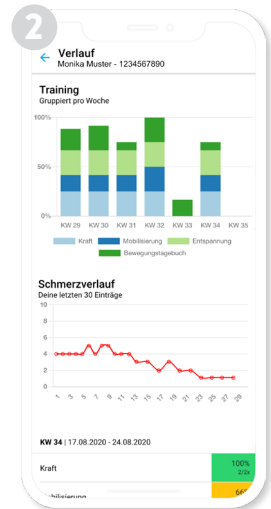 2
Verlauf
Monika Muster - 1234567890
Training
Gruppiert pro Woche
100%
50%
0%
KW 29 KW 30 KW 31 KW 32 KW 33 KW 34 KW 35
Kraft Mobilisierung Entspannung
Bewegungstagebuch
Schmerzverlauf
Deine letzten 30 Einträge
10
8
6
4
2
0
1 3 5 7 9 11 13 15 17 19 21 23 25 27 29
KW 34 | 17.08.2020 - 24.08.2020
Kraft 100%
2/2x